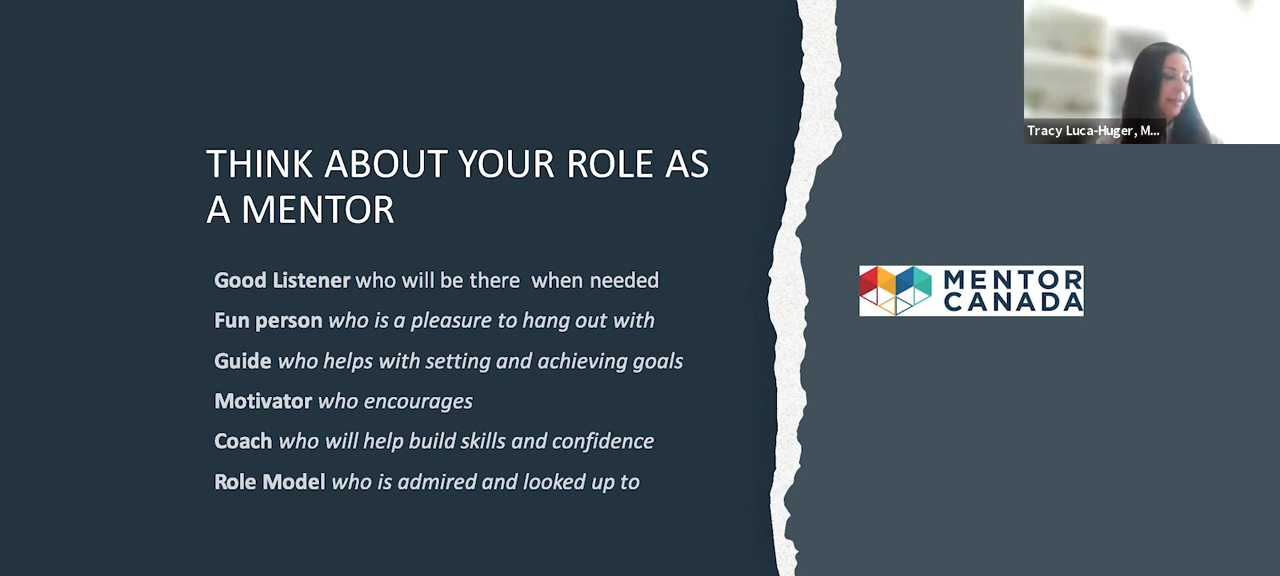 THINK ABOUT YOUR ROLE AS
A MENTOR
Good Listener who will be there  when needed
Fun person who is a pleasure to hang out with
Guide who helps with setting and achieving goals
Motivator who encourages
Coach who will help build skills and confidence
Role Model who is admired and looked up to
MENTOR
CANADA
Tracy Luca-Huger, M...